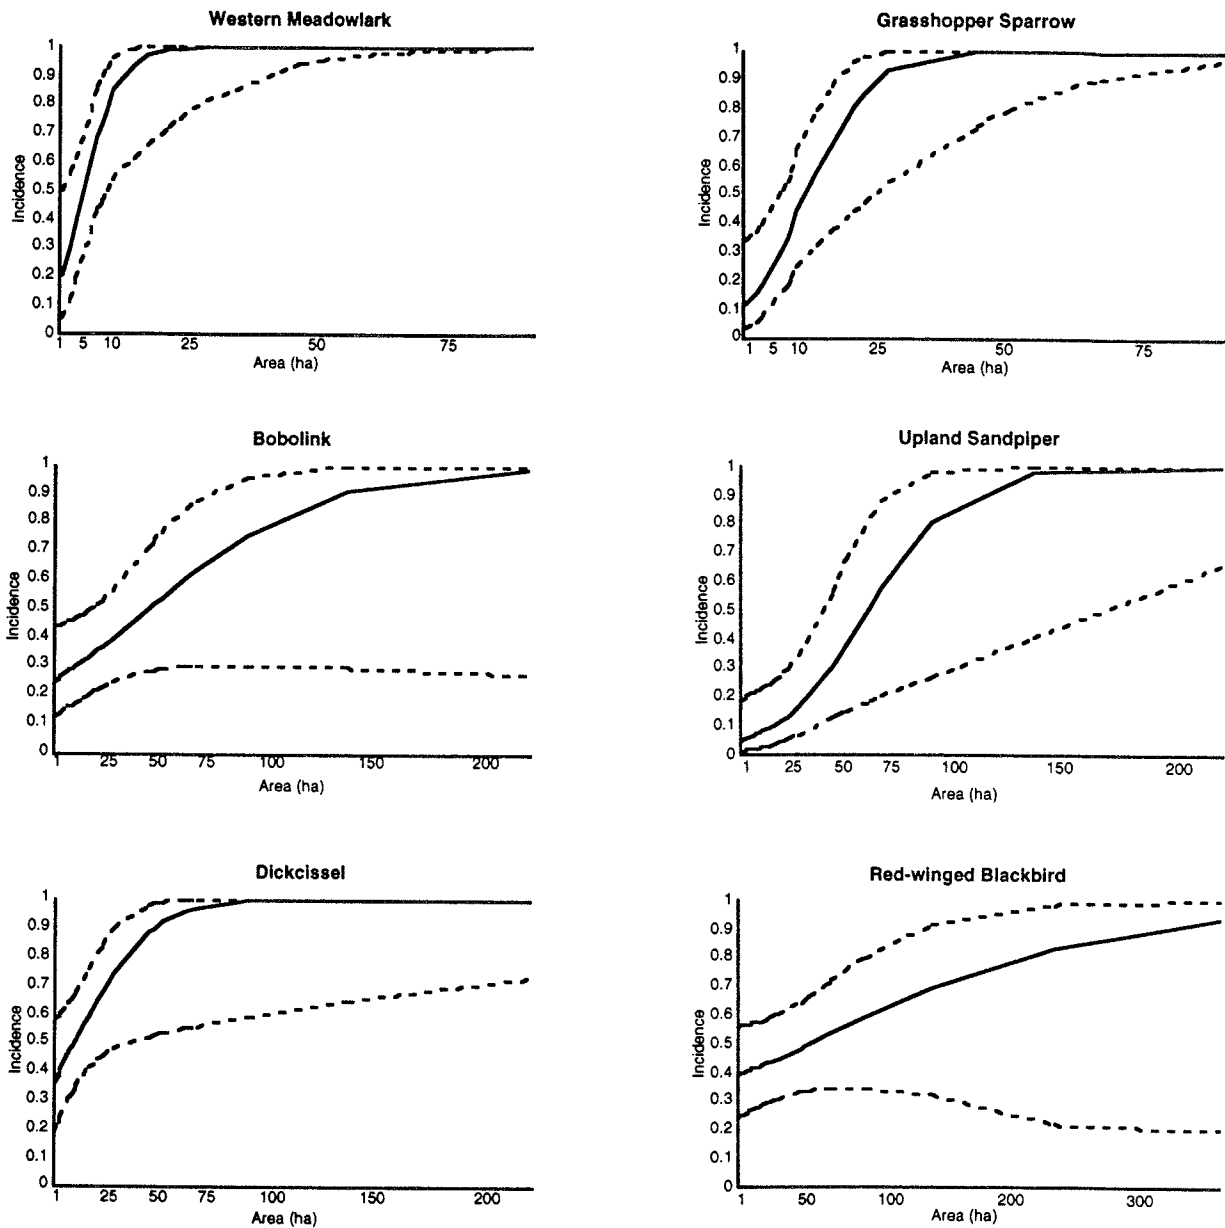 Western Meadowlark
1
0.9
0.8
0.7
0.6
0.5
0.4
0.3
0.2
0.1
0
Incidence
1 5 10 25 50 75
Area (ha)
Grasshopper Sparrow
1
0.9
0.8
0.7
0.6
0.5
0.4
0.3
0.2
0.1
0
Incidence
1 5 10 25 50 75
Area (ha)
Bobolink
1
0.9
0.8
0.7
0.6
0.5
0.4
0.3
0.2
0.1
0
Incidence
1 25 50 75 100 150 200
Area (ha)
Upland Sandpiper
1
0.9
0.8
0.7
0.6
0.5
0.4
0.3
0.2
0.1
0
Incidence
1 25 50 75 100 150 200
Area (ha)
Dickcissel
1
0.9
0.8
0.7
0.6
0.5
0.4
0.3
0.2
0.1
0
Incidence
1 25 50 75 100 150 200
Area (ha)
Red-winged Blackbird
1
0.9
0.8
0.7
0.6
0.5
0.4
0.3
0.2
0.1
0
Incidence
1 50 100 200 300
Area (ha)